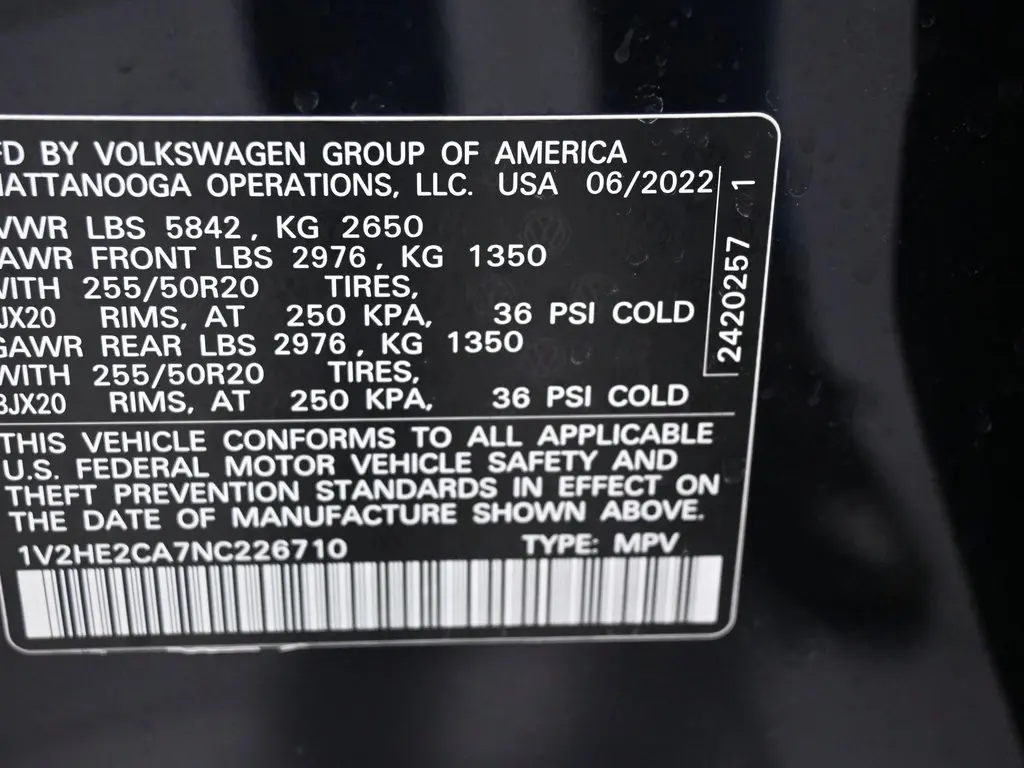 FD BY VOLKSWAGEN GROUP OF AMERICA
HATTANOOGA OPERATIONS, LLC. USA 06/2022
VWR LBS 5842, KG 2650
AWR FRONT LBS 2976, KG 1350
WITH 255/50R20 TIRES,
JX20 RIMS, AT 250 KPA, 36 PSI COLD
GAWR REAR LBS 2976, KG 1350
WITH 255/50R20 TIRES,
8JX20 RIMS, AT 250 KPA, 36 PSI COLD
2420257 1
THIS VEHICLE CONFORMS TO ALL APPLICABLE
U.S. FEDERAL MOTOR VEHICLE SAFETY AND
THEFT PREVENTION STANDARDS IN EFFECT ON
THE DATE OF MANUFACTURE SHOWN ABOVE.
1V2HE2CA7NC226710 TYPE: MPV